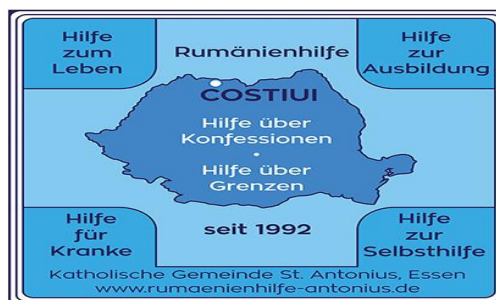 Hilfe
zum
Leben
Rumänienhilfe
Hilfe
zur
Ausbildung
COSTIUI
Hilfe über
Konfessionen
Hilfe über
Grenzen
Hilfe
für
Kranke
seit 1992
Hilfe
zur
Selbsthilfe
Katholische Gemeinde St. Antonius, Essen
www.rumaenienhilfe-antonius.de